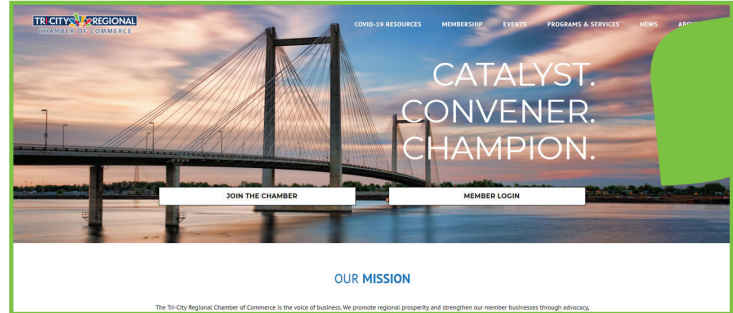 TRI-CITY REGIONAL
CHAMBER OF COMMERCE
COVID-19 RESOURCES MEMBERSHIP EVENTS PROGRAMS & SERVICES NEWS
CATALYST.
CONVENER.
CHAMPION.
JOIN THE CHAMBER MEMBER LOGIN
OUR MISSION
The Tri-City Regional Chamber of Commerce is the voice of business. We promote regional prosperity and strengthen our member businesses through advocacy,